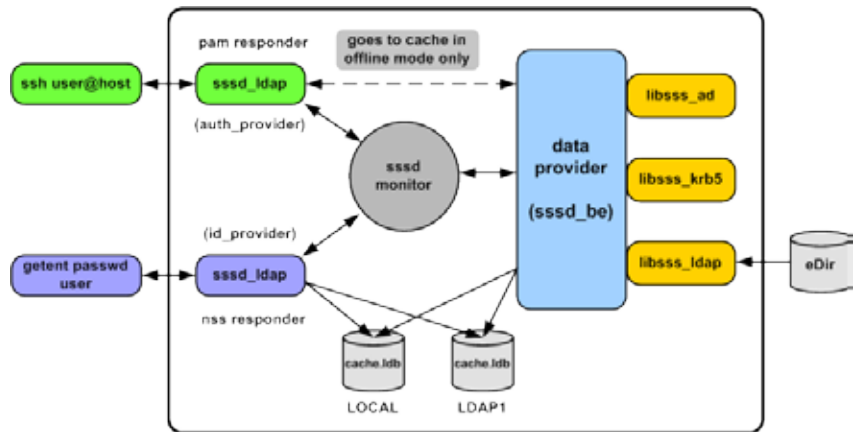 pam responder
goes to cache in
offline mode only
ssh user@host
sssd_ldap
libsss_ad
(auth_provider)
data
provider
(sssd_be)
sssd
monitor
libsss_krb5
(id_provider)
getent passwd
user
sssd_ldap
libsss_ldap
eDir
nss responder
cache.ldb
cache.ldb
LOCAL
LDAP1